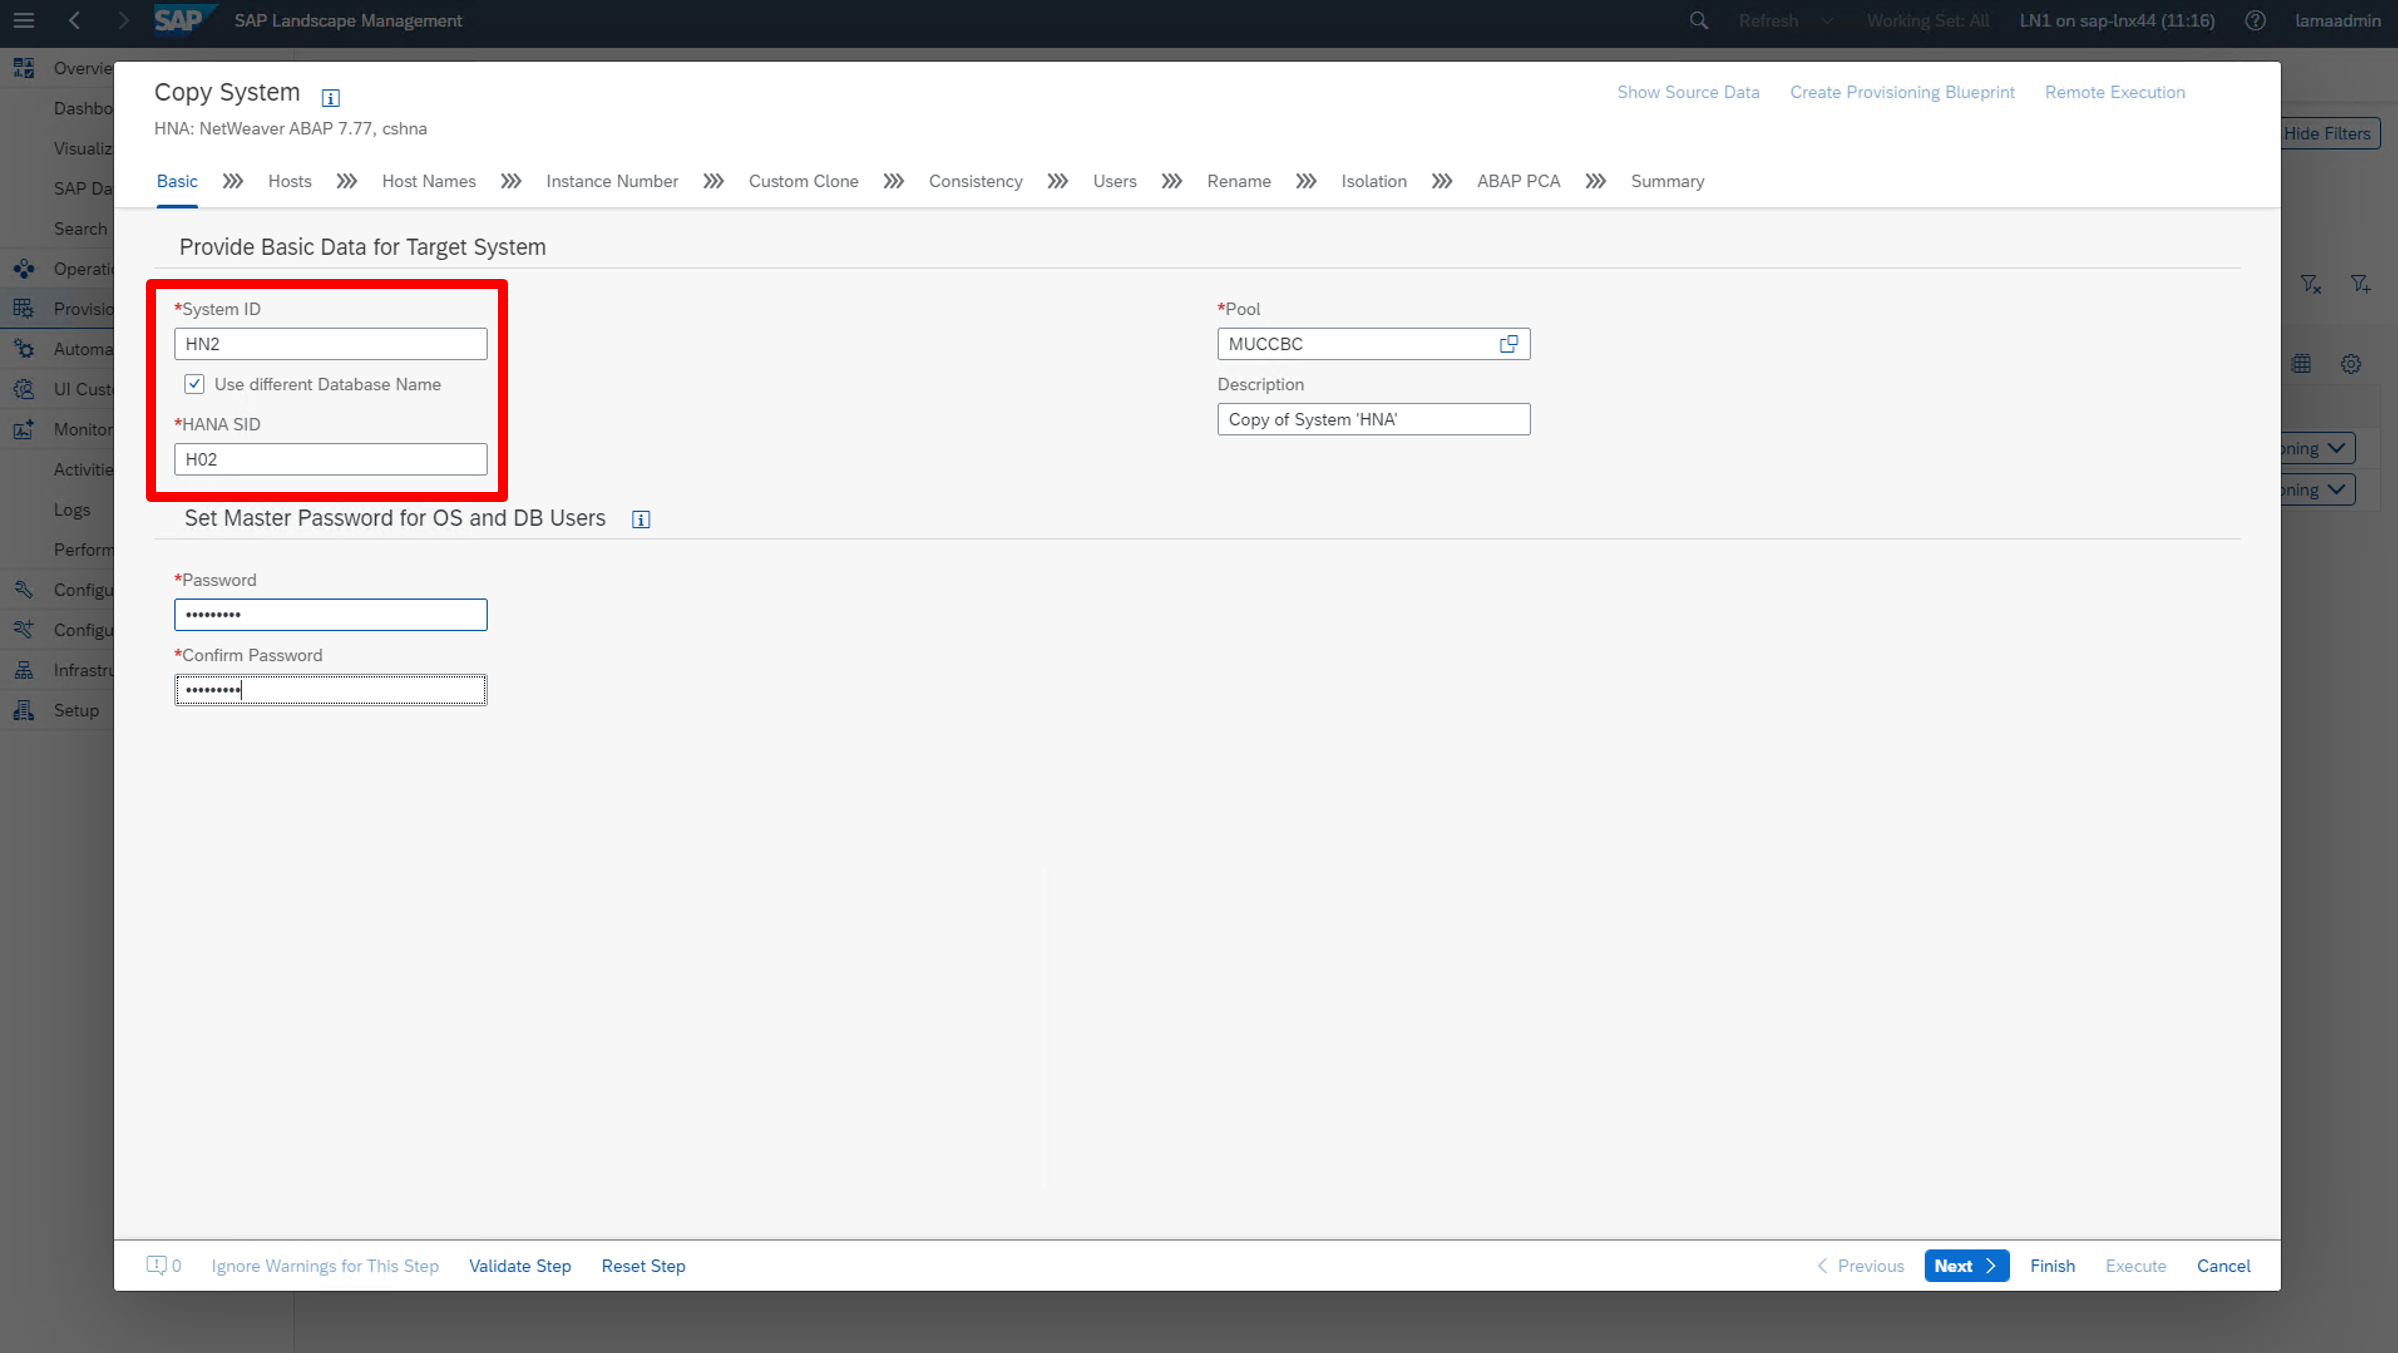 SAP SAP Landscape Management
Refresh Working Set: All LN1 on sap-lnx44 (11:16) lamaadmin
Copy System
Show Source Data Create Provisioning Blueprint Remote Execution
HNA: NetWeaver ABAP 7.77, cshna
Hide Filters
Basic Hosts Host Names Instance Number Custom Clone Consistency Users Rename Isolation ABAP PCA Summary
Provide Basic Data for Target System
*System ID
HN2
Use different Database Name
*HANA SID
H02
*Pool
MUCCBC
Description
Copy of System 'HNA'
Set Master Password for OS and DB Users
*Password
•••••••••
*Confirm Password
•••••••••
Overvie
Dashbo
Visualiz
SAP Da
Search
Operati
Provisio
Automa
UI Cust
Monitor
Activitie
Logs
Perform
Configu
Configu
Infrastru
Setup
oning
oning
0 Ignore Warnings for This Step Validate Step Reset Step
Previous Next Finish Execute Cancel